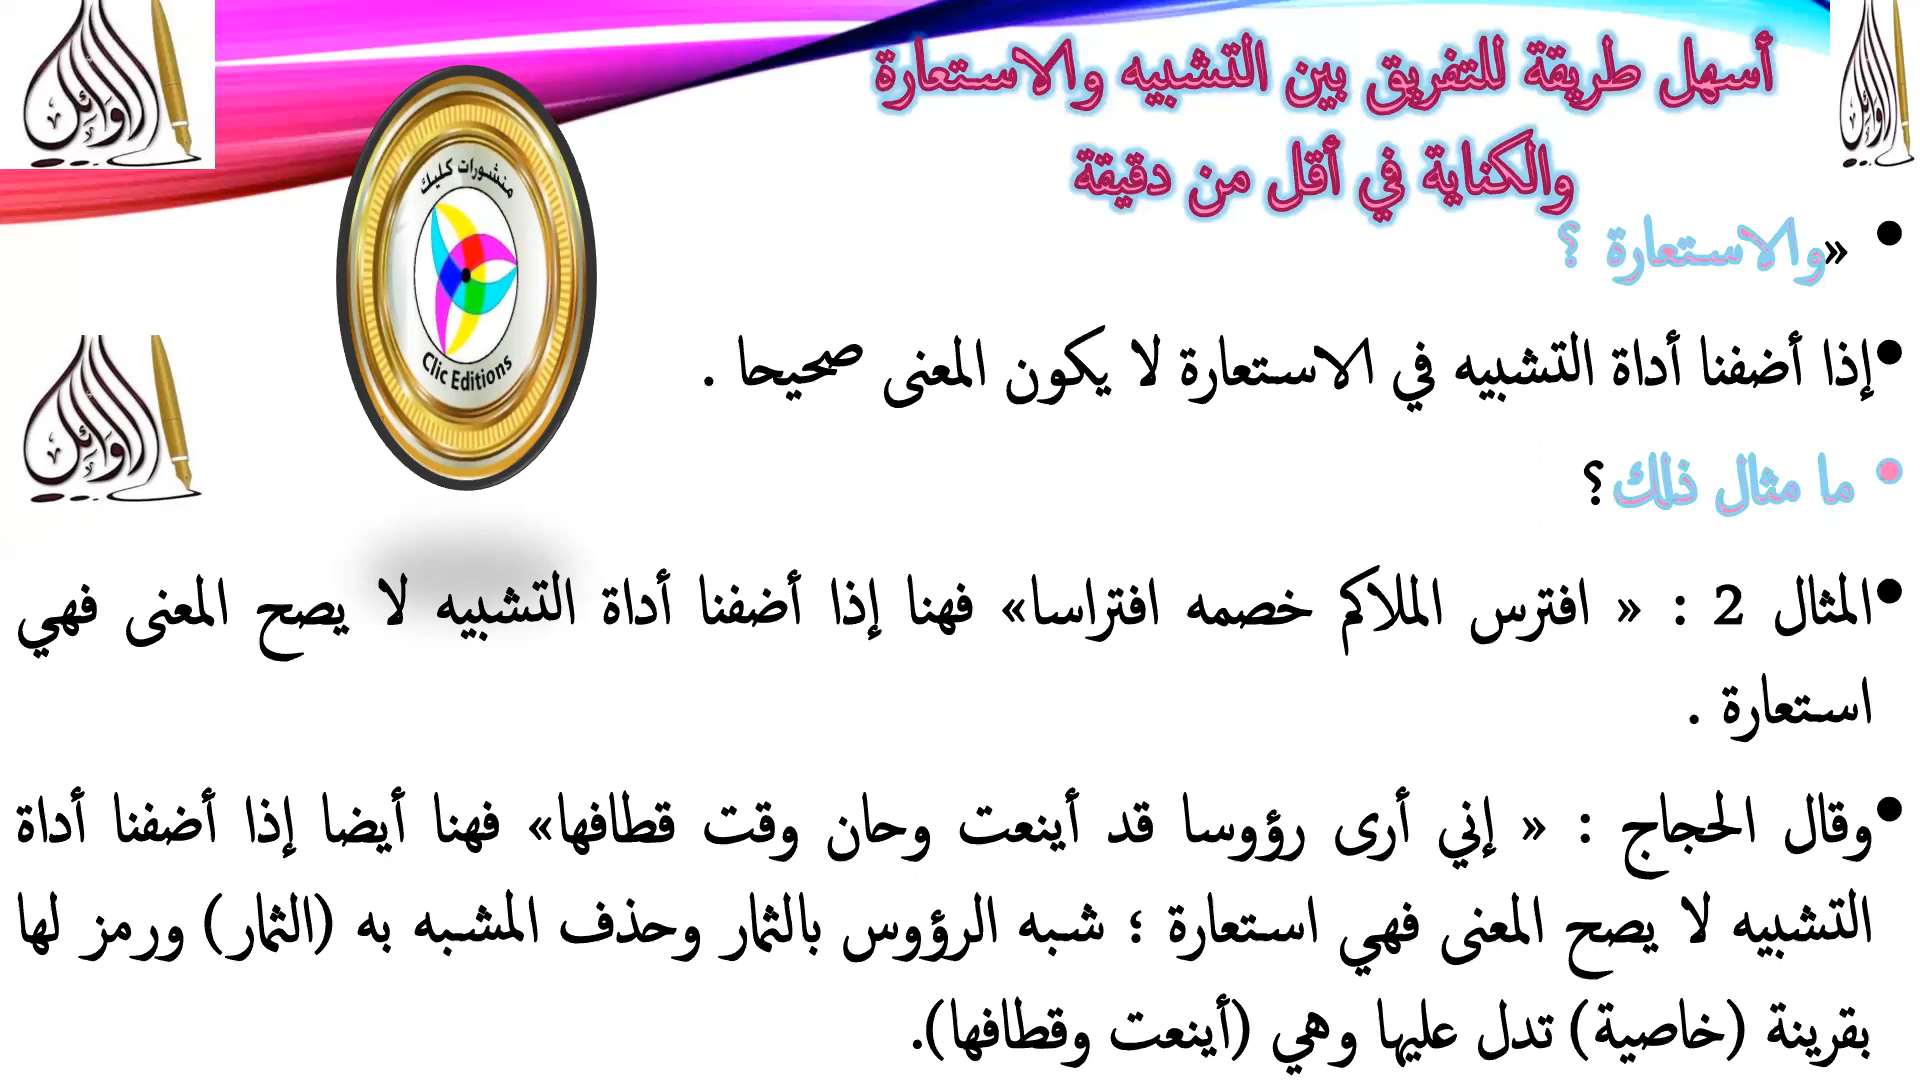 أسهل طريقة للتفريق بين التشبيه والاستعارة
والكناية في أقل من دقيقة
«والاستعارة ؟
إذا أضفنا أداة التشبيه في الاستعارة لا يكون المعنى صحيحا .
ما مثال ذلك ؟
المثال 2 : « افترس الملاكم خصمه افتراسا» فهنا إذا أضفنا أداة التشبيه لا يصح المعنى فهي
استعارة .
وقال الحجاج : « إني أرى رؤوسا قد أينعت وحان وقت قطافها» فهنا أيضا إذا أضفنا أداة
التشبيه لا يصح المعنى فهي استعارة ؛ شبه الرؤوس بالثمار وحذف المشبه به (الثمار) ورمز لها
بقرينة (خاصية) تدل عليها وهي (أينعت وقطافها).
منشورات كليك
Clic Editions
الأوائل
الأوائل
الأوائل